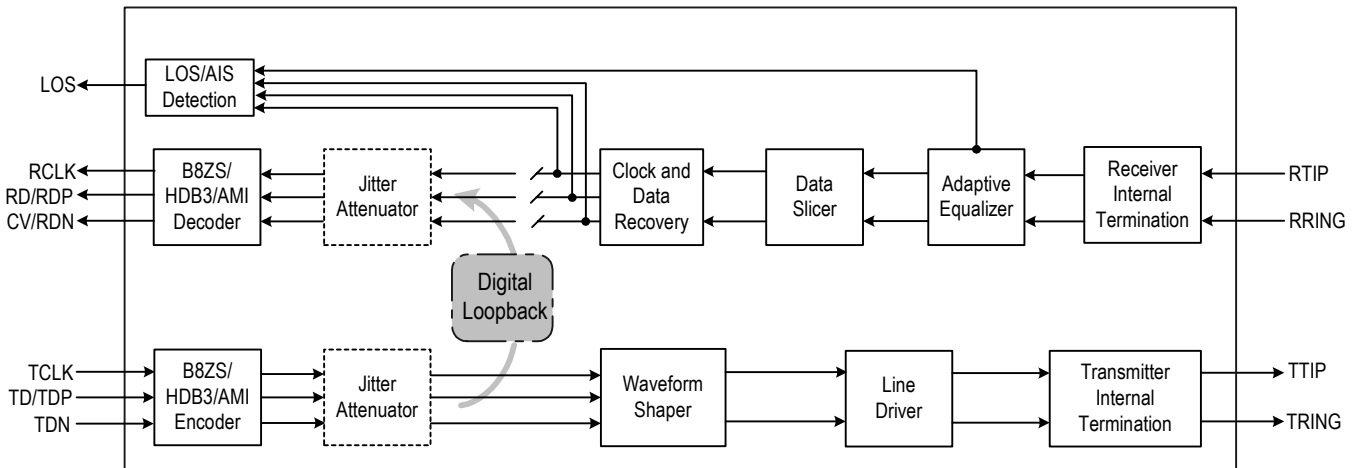 LOS
LOS/AIS
Detection
RCLK
RD/RDP
CV/RDN
B8ZS/
HDB3/AMI
Decoder
Jitter
Attenuator
Clock and
Data
Recovery
Data
Slicer
Adaptive
Equalizer
Receiver
Internal
Termination
RTIP
RRING
Digital
Loopback
TCLK
TD/TDP
TDN
B8ZS/
HDB3/AMI
Encoder
Jitter
Attenuator
Waveform
Shaper
Line
Driver
Transmitter
Internal
Termination
TTIP
TRING